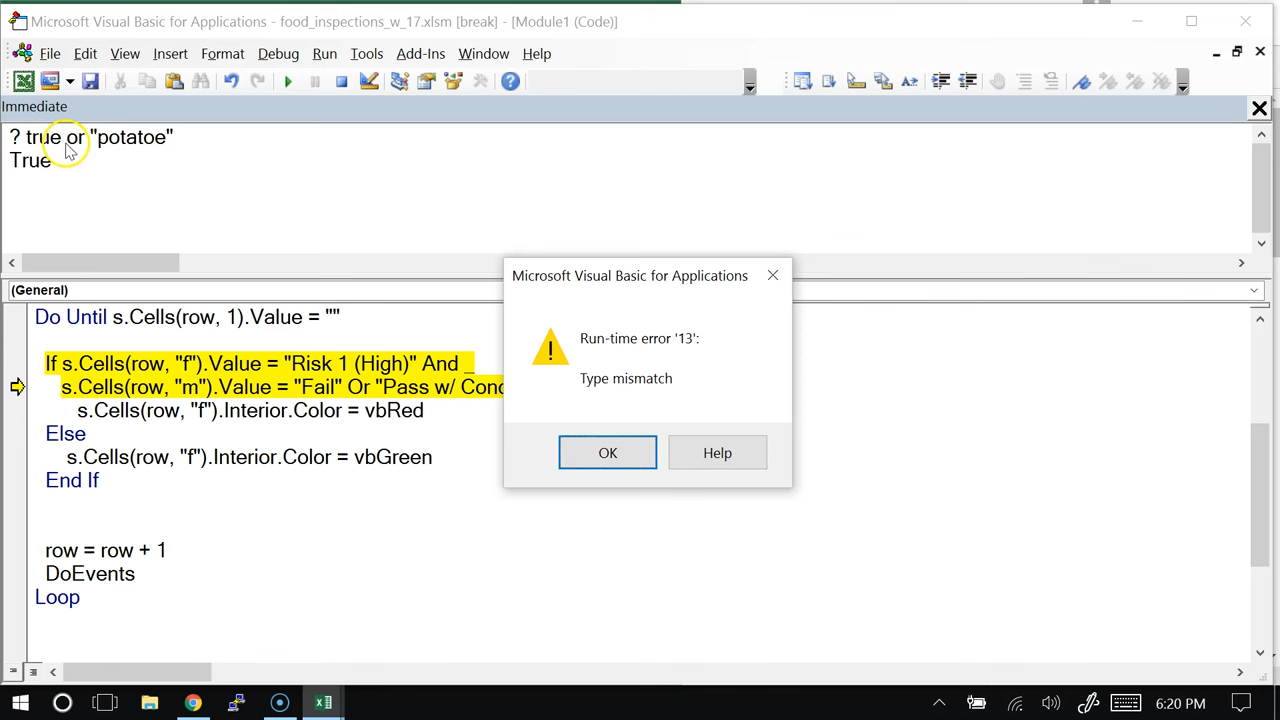 Microsoft Visual Basic for Applications - food_inspections_w_17.xlsm [break] - [Module1 (Code)]
File Edit View Insert Format Debug Run Tools Add-Ins Window Help
Immediate
? true or "potatoe"
True
(General)
Do Until s.Cells(row, 1).Value = ""
If s.Cells(row, "f").Value = "Risk 1 (High)" And _
s.Cells(row, "m").Value = "Fail" Or "Pass w/ Cond
s.Cells(row, "f").Interior.Color = vbRed
Else
s.Cells(row, "f").Interior.Color = vbGreen
End If
row = row + 1
DoEvents
Loop
Microsoft Visual Basic for Applications
Run-time error '13':
Type mismatch
OK Help
6:20 PM